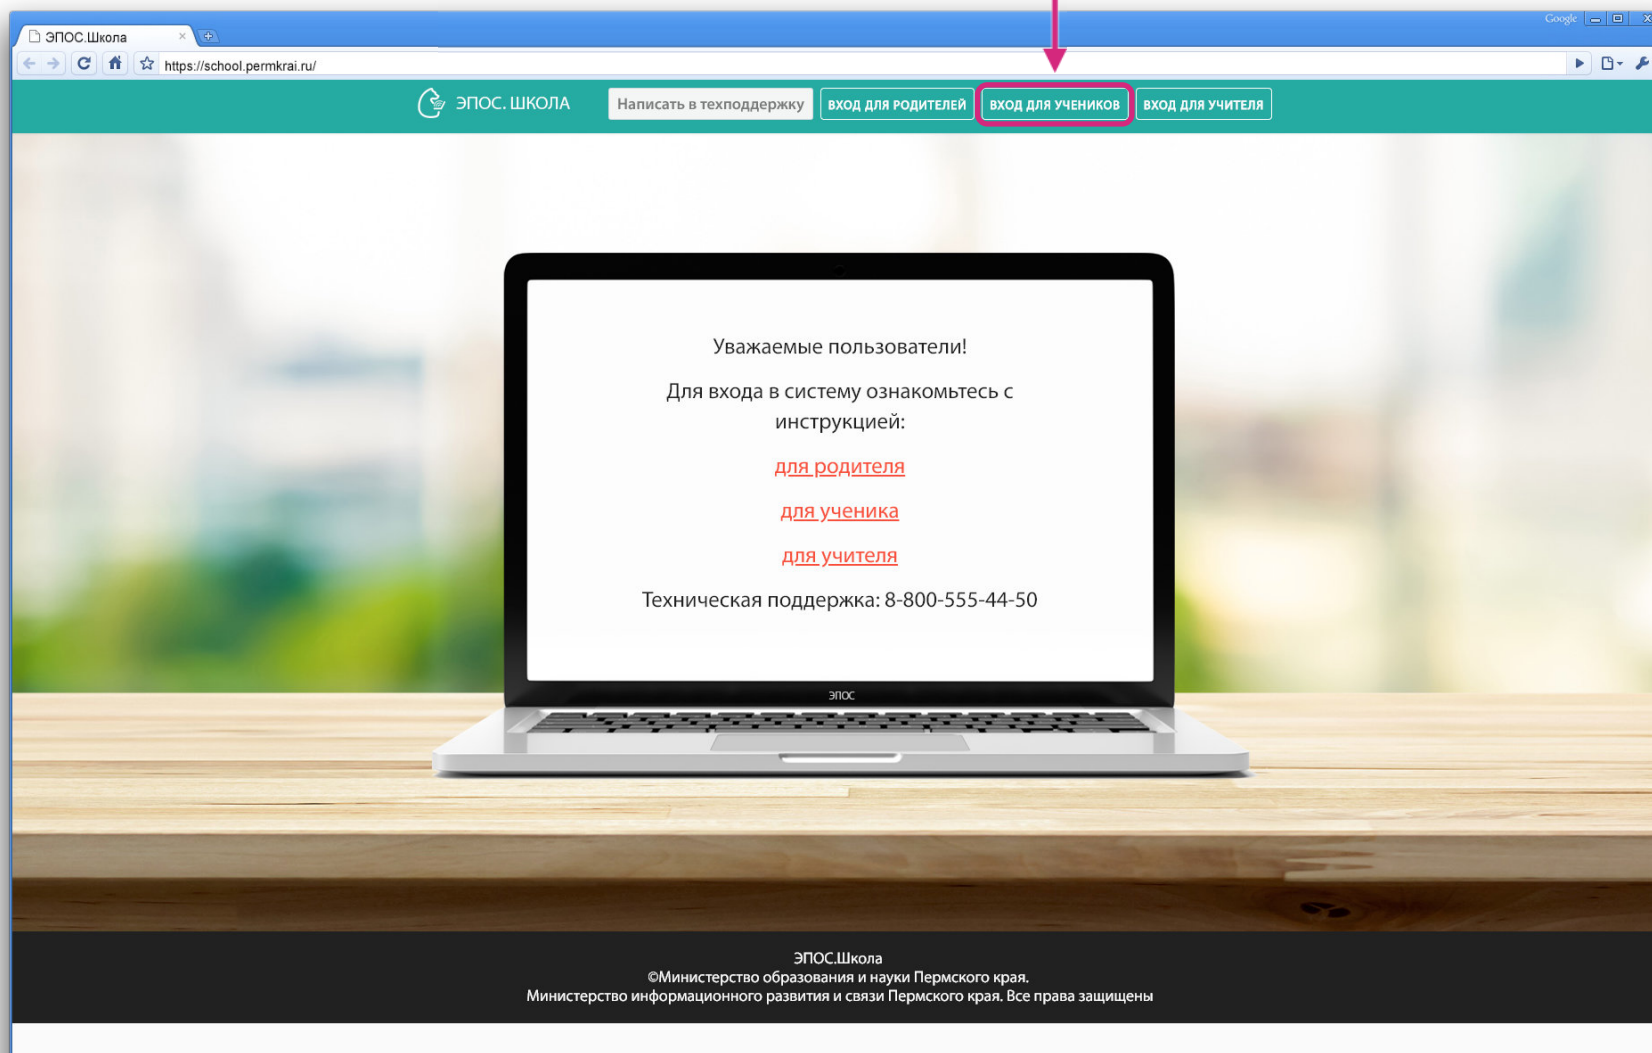 Google
ЭПОС.Школа
https://school.permkrai.ru/
ЭПОС. ШКОЛА
Написать в техподдержку
ВХОД ДЛЯ РОДИТЕЛЕЙ
ВХОД ДЛЯ УЧЕНИКОВ
ВХОД ДЛЯ УЧИТЕЛЯ
Уважаемые пользователи!
Для входа в систему ознакомьтесь с
инструкцией:
для родителя
для ученика
для учителя
Техническая поддержка: 8-800-555-44-50
ЭПОС
ЭПОС.Школа
©Министерство образования и науки Пермского края.
Министерство информационного развития и связи Пермского края. Все права защищены